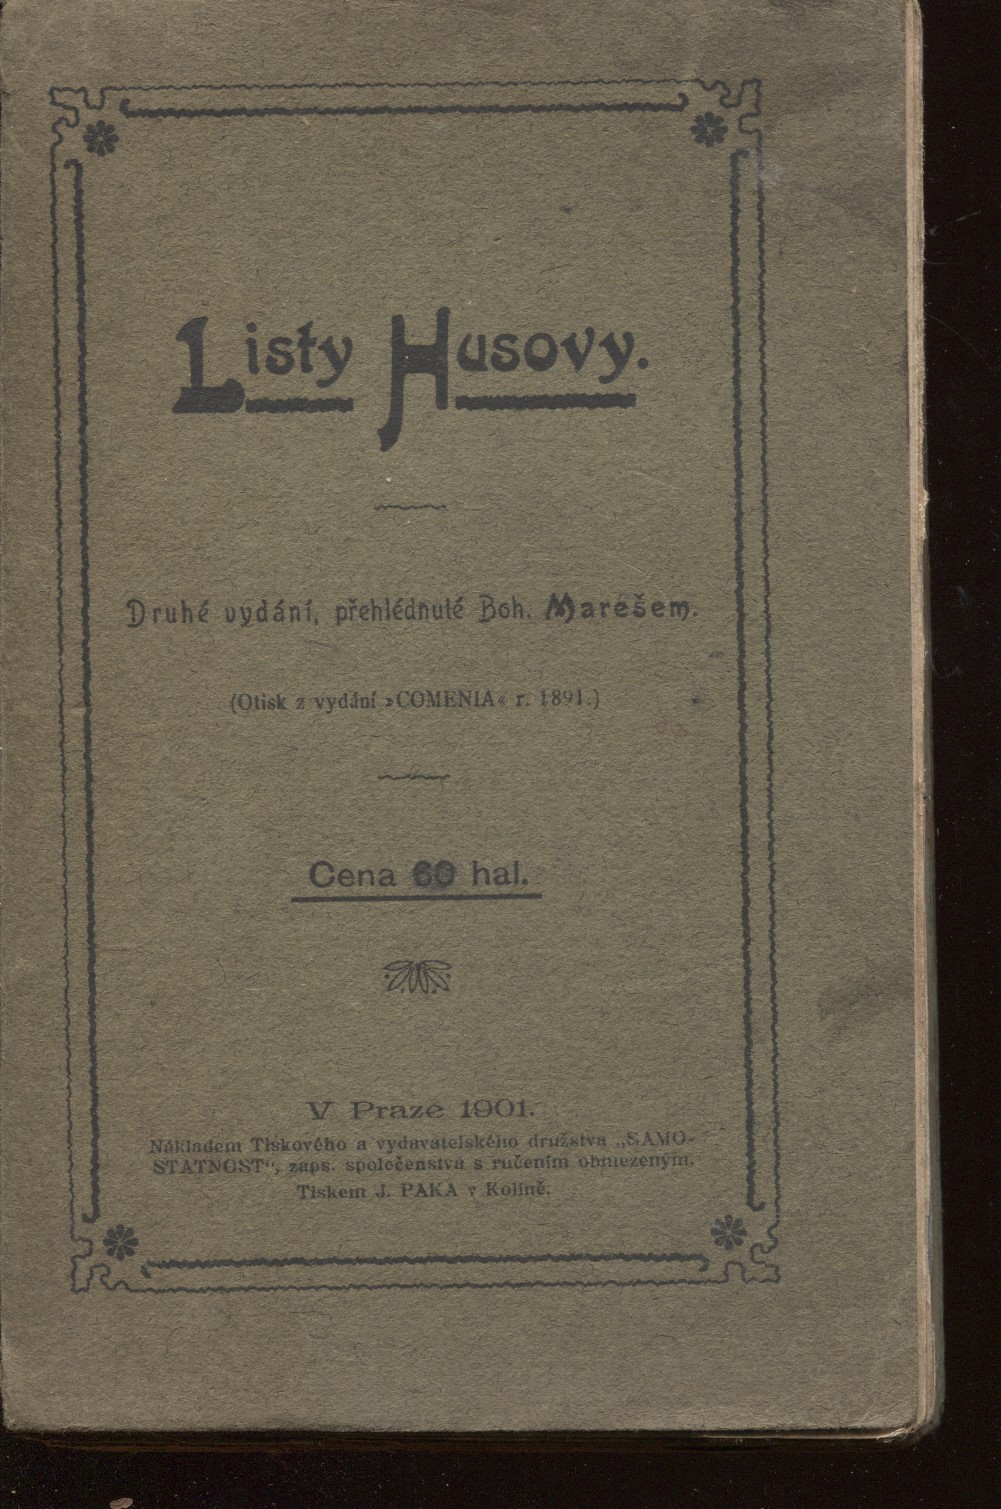 Listy Husovy.
Druhé vydání, přehlédnuté Boh. Marešem.
(Otisk z vydání »COMENIA« r. 1891.)
Cena 60 hal.
V Praze 1901.
Nákladem Tiskového a vydavatelského družstva „SAMO-
STATNOST“, zaps. společenstva s ručením obmezeným.
Tiskem J. PAKA v Kolíně.